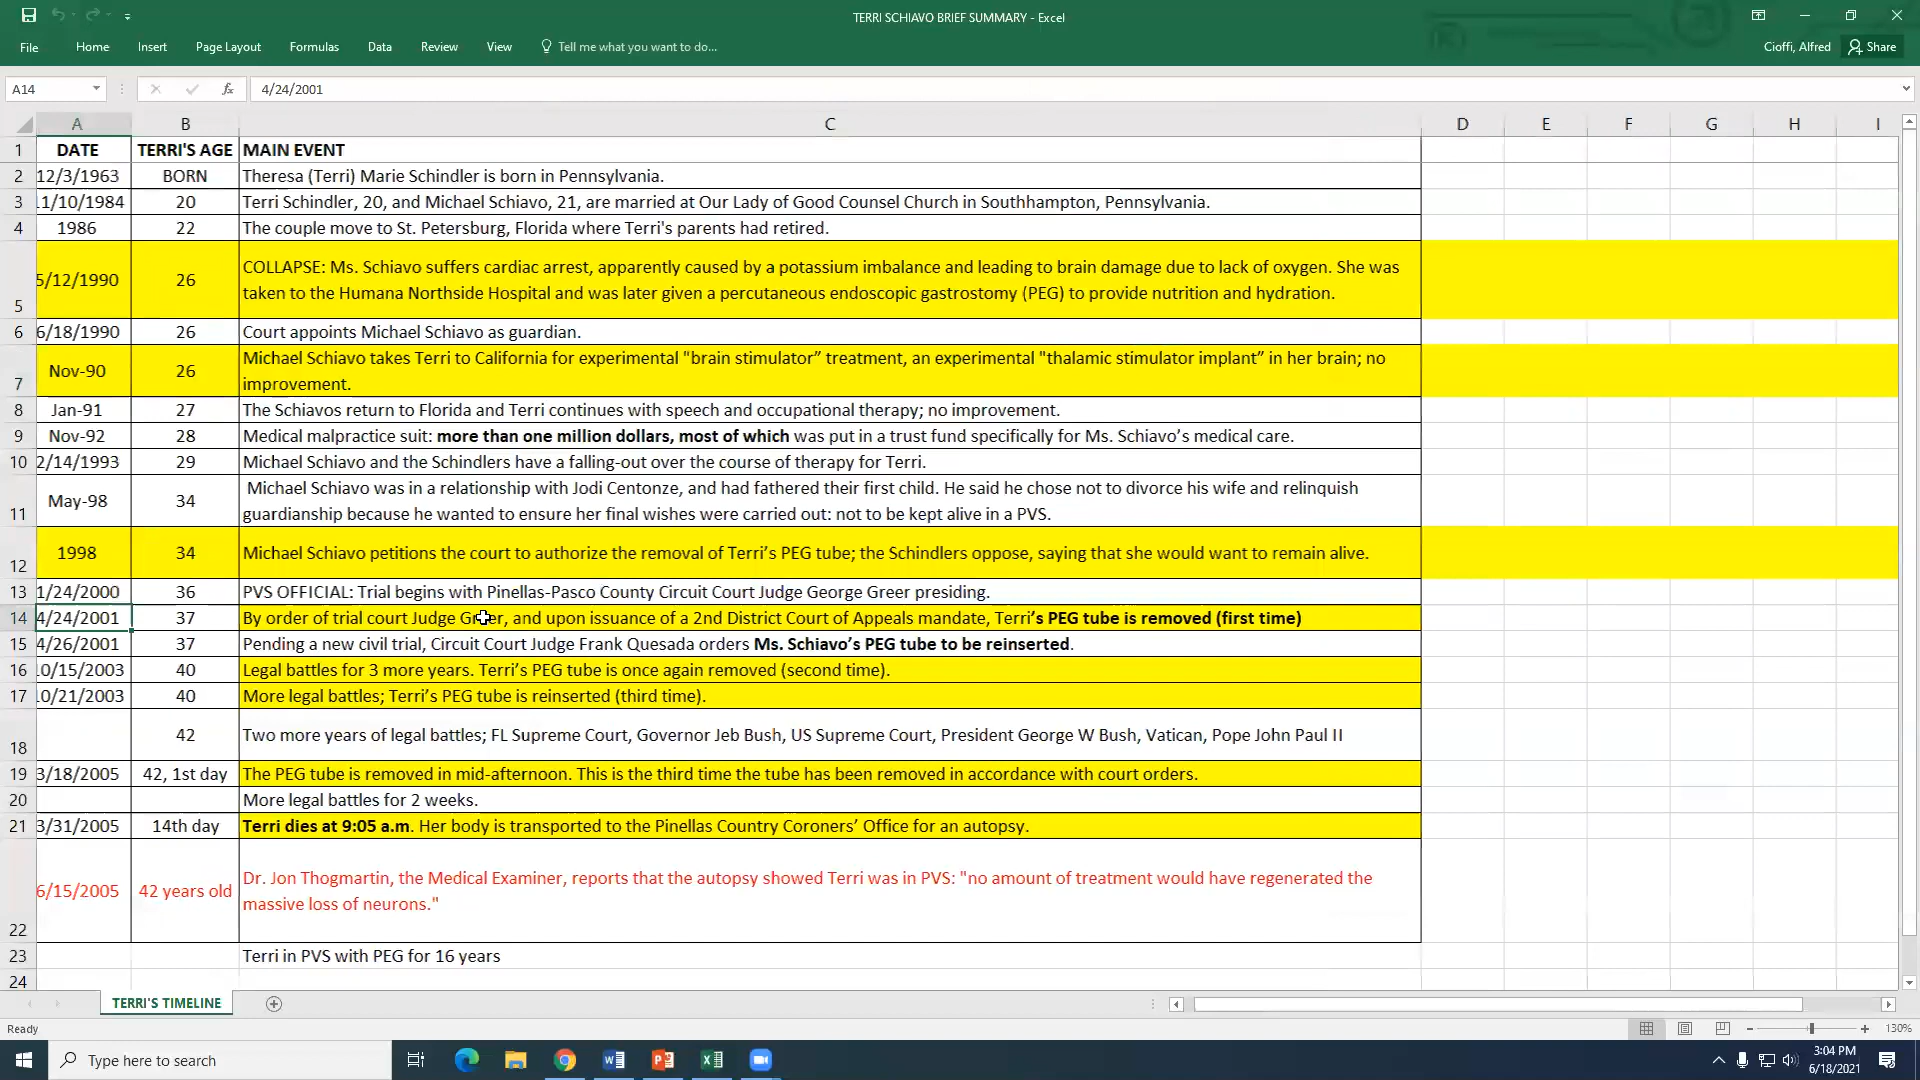 TERRI SCHIAVO BRIEF SUMMARY - Excel
File Home Insert Page Layout Formulas Data Review View Tell me what you want to do... Cioffi, Alfred Share
A14 fx 4/24/2001
A B C D E F G H I
1 DATE TERRI'S AGE MAIN EVENT
2 12/3/1963 BORN Theresa (Terri) Marie Schindler is born in Pennsylvania.
3 11/10/1984 20 Terri Schindler, 20, and Michael Schiavo, 21, are married at Our Lady of Good Counsel Church in Southhampton, Pennsylvania.
4 1986 22 The couple move to St. Petersburg, Florida where Terri's parents had retired.
5 5/12/1990 26 COLLAPSE: Ms. Schiavo suffers cardiac arrest, apparently caused by a potassium imbalance and leading to brain damage due to lack of oxygen. She was
taken to the Humana Northside Hospital and was later given a percutaneous endoscopic gastrostomy (PEG) to provide nutrition and hydration.
6 6/18/1990 26 Court appoints Michael Schiavo as guardian.
7 Nov-90 26 Michael Schiavo takes Terri to California for experimental "brain stimulator” treatment, an experimental "thalamic stimulator implant” in her brain; no
improvement.
8 Jan-91 27 The Schiavos return to Florida and Terri continues with speech and occupational therapy; no improvement.
9 Nov-92 28 Medical malpractice suit: more than one million dollars, most of which was put in a trust fund specifically for Ms. Schiavo’s medical care.
10 2/14/1993 29 Michael Schiavo and the Schindlers have a falling-out over the course of therapy for Terri.
11 May-98 34 Michael Schiavo was in a relationship with Jodi Centonze, and had fathered their first child. He said he chose not to divorce his wife and relinquish
guardianship because he wanted to ensure her final wishes were carried out: not to be kept alive in a PVS.
12 1998 34 Michael Schiavo petitions the court to authorize the removal of Terri’s PEG tube; the Schindlers oppose, saying that she would want to remain alive.
13 1/24/2000 36 PVS OFFICIAL: Trial begins with Pinellas-Pasco County Circuit Court Judge George Greer presiding.
14 4/24/2001 37 By order of trial court Judge Greer, and upon issuance of a 2nd District Court of Appeals mandate, Terri’s PEG tube is removed (first time)
15 4/26/2001 37 Pending a new civil trial, Circuit Court Judge Frank Quesada orders Ms. Schiavo’s PEG tube to be reinserted.
16 10/15/2003 40 Legal battles for 3 more years. Terri’s PEG tube is once again removed (second time).
17 10/21/2003 40 More legal battles; Terri’s PEG tube is reinserted (third time).
18 42 Two more years of legal battles; FL Supreme Court, Governor Jeb Bush, US Supreme Court, President George W Bush, Vatican, Pope John Paul II
19 3/18/2005 42, 1st day The PEG tube is removed in mid-afternoon. This is the third time the tube has been removed in accordance with court orders.
20 More legal battles for 2 weeks.
21 3/31/2005 14th day Terri dies at 9:05 a.m. Her body is transported to the Pinellas Country Coroners’ Office for an autopsy.
22 6/15/2005 42 years old Dr. Jon Thogmartin, the Medical Examiner, reports that the autopsy showed Terri was in PVS: "no amount of treatment would have regenerated the
massive loss of neurons."
23 Terri in PVS with PEG for 16 years
24
TERRI'S TIMELINE
Ready 130%
Type here to search
3:04 PM
6/18/2021